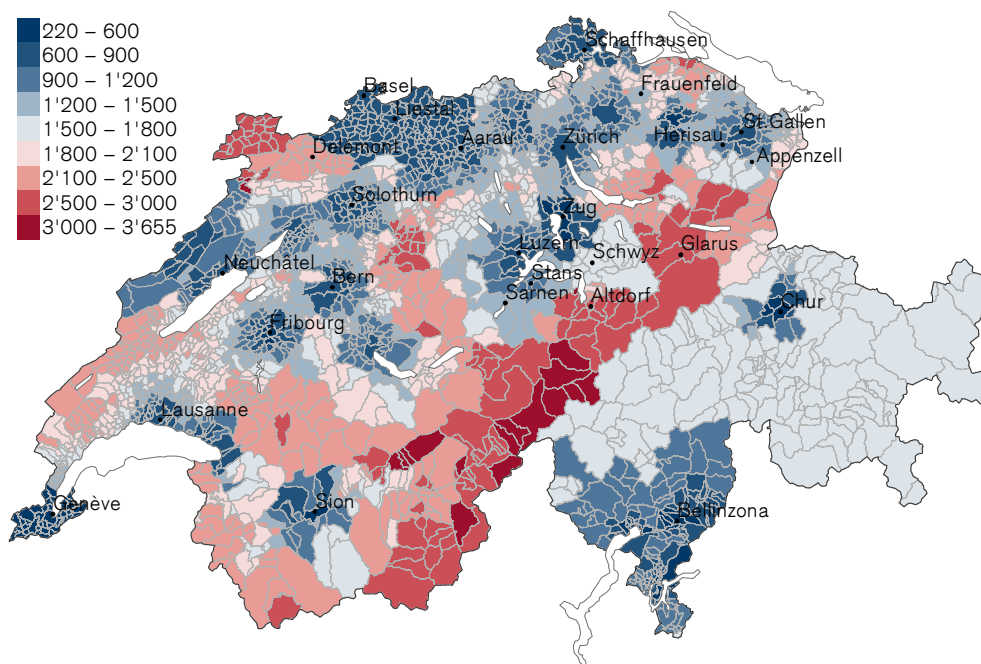 220 – 600
600 – 900
900 – 1'200
1'200 – 1'500
1'500 – 1'800
1'800 – 2'100
2'100 – 2'500
2'500 – 3'000
3'000 – 3'655
Schaffhausen
Basel
Frauenfeld
Liestal
St.Gallen
Delémont
Aarau
Zürich
Herisau
Appenzell
Solothurn
Zug
Luzern
Schwyz
Glarus
Neuchâtel
Bern
Stans
Sarnen
Altdorf
Chur
Fribourg
Lausanne
Genève
Sion
Bellinzona